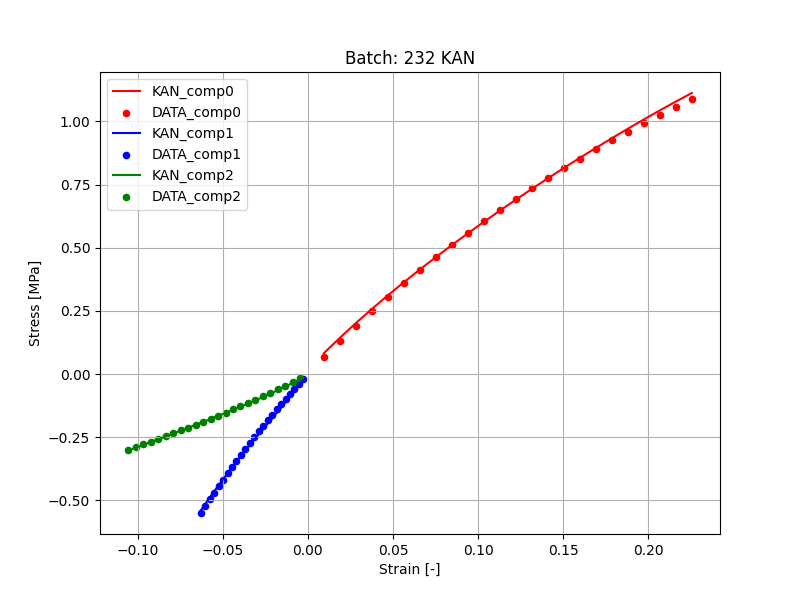 Batch: 232 KAN
KAN_comp0
DATA_comp0
KAN_comp1
DATA_comp1
KAN_comp2
DATA_comp2
1.00
0.75
0.50
0.25
0.00
−0.25
−0.50
Stress [MPa]
−0.10
−0.05
0.00
0.05
0.10
0.15
0.20
Strain [-]